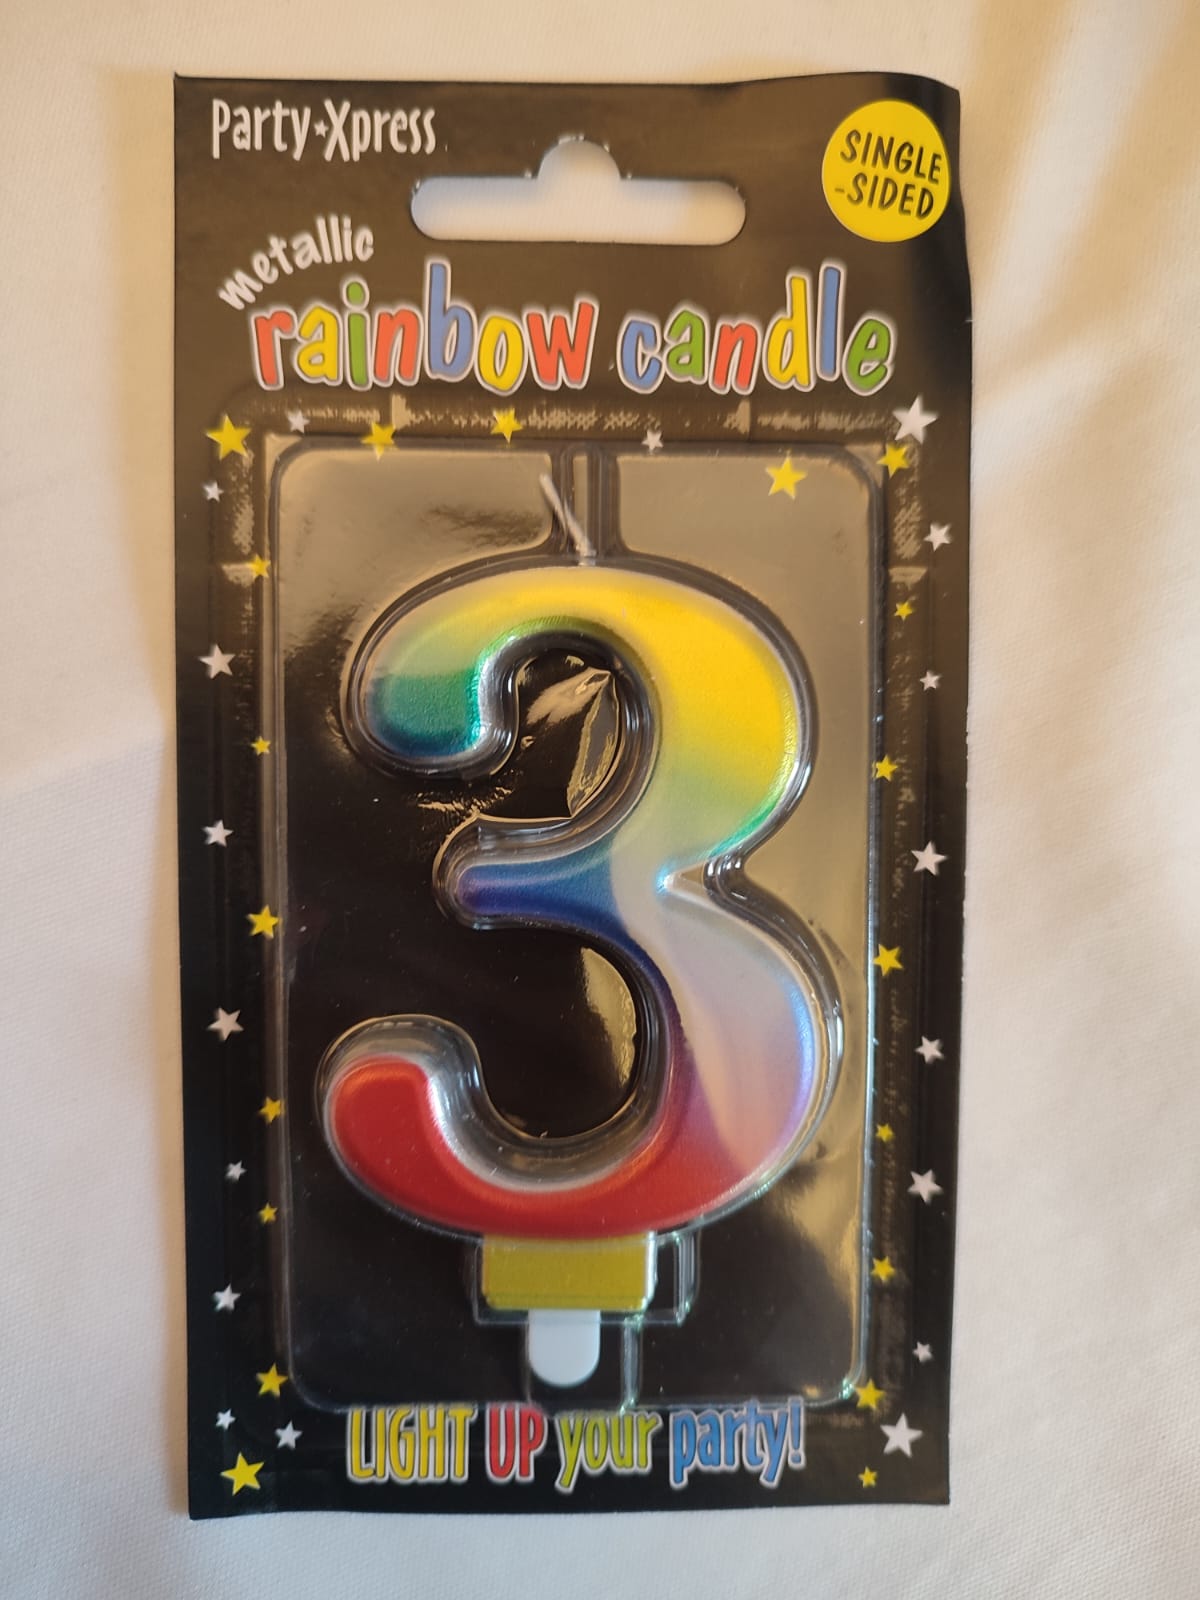 Party★Xpress
SINGLE
-SIDED
metallic
rainbow candle
3
LIGHT UP your party!